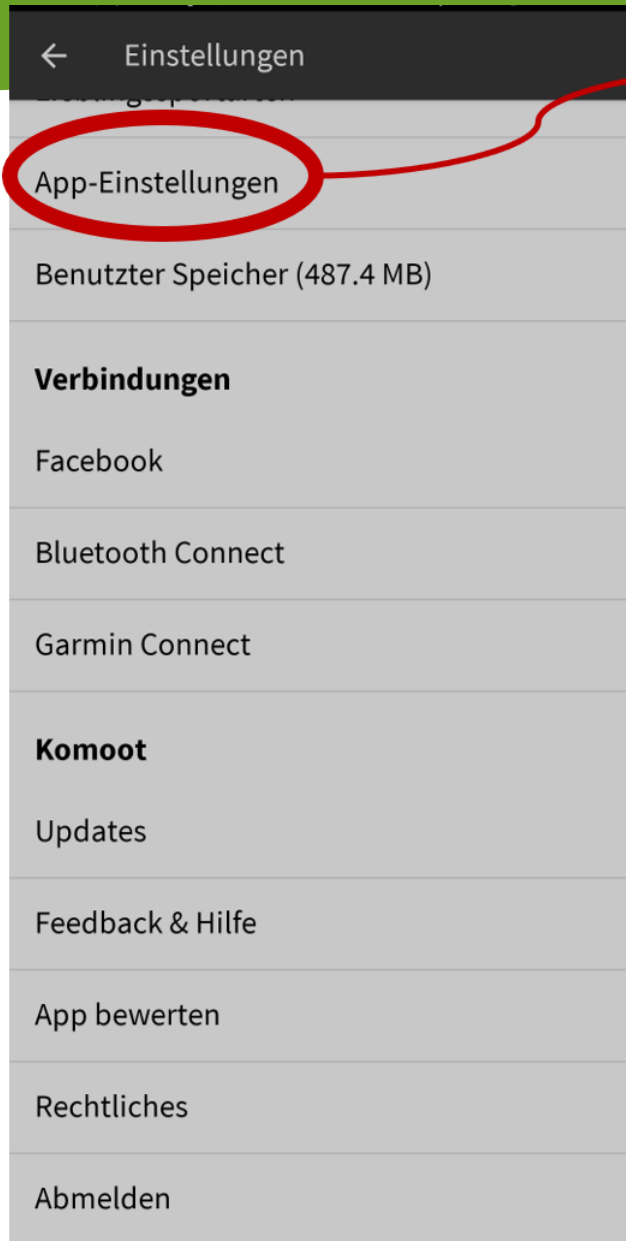 Einstellungen
App-Einstellungen
Benutzter Speicher (487.4 MB)
Verbindungen
Facebook
Bluetooth Connect
Garmin Connect
Komoot
Updates
Feedback & Hilfe
App bewerten
Rechtliches
Abmelden